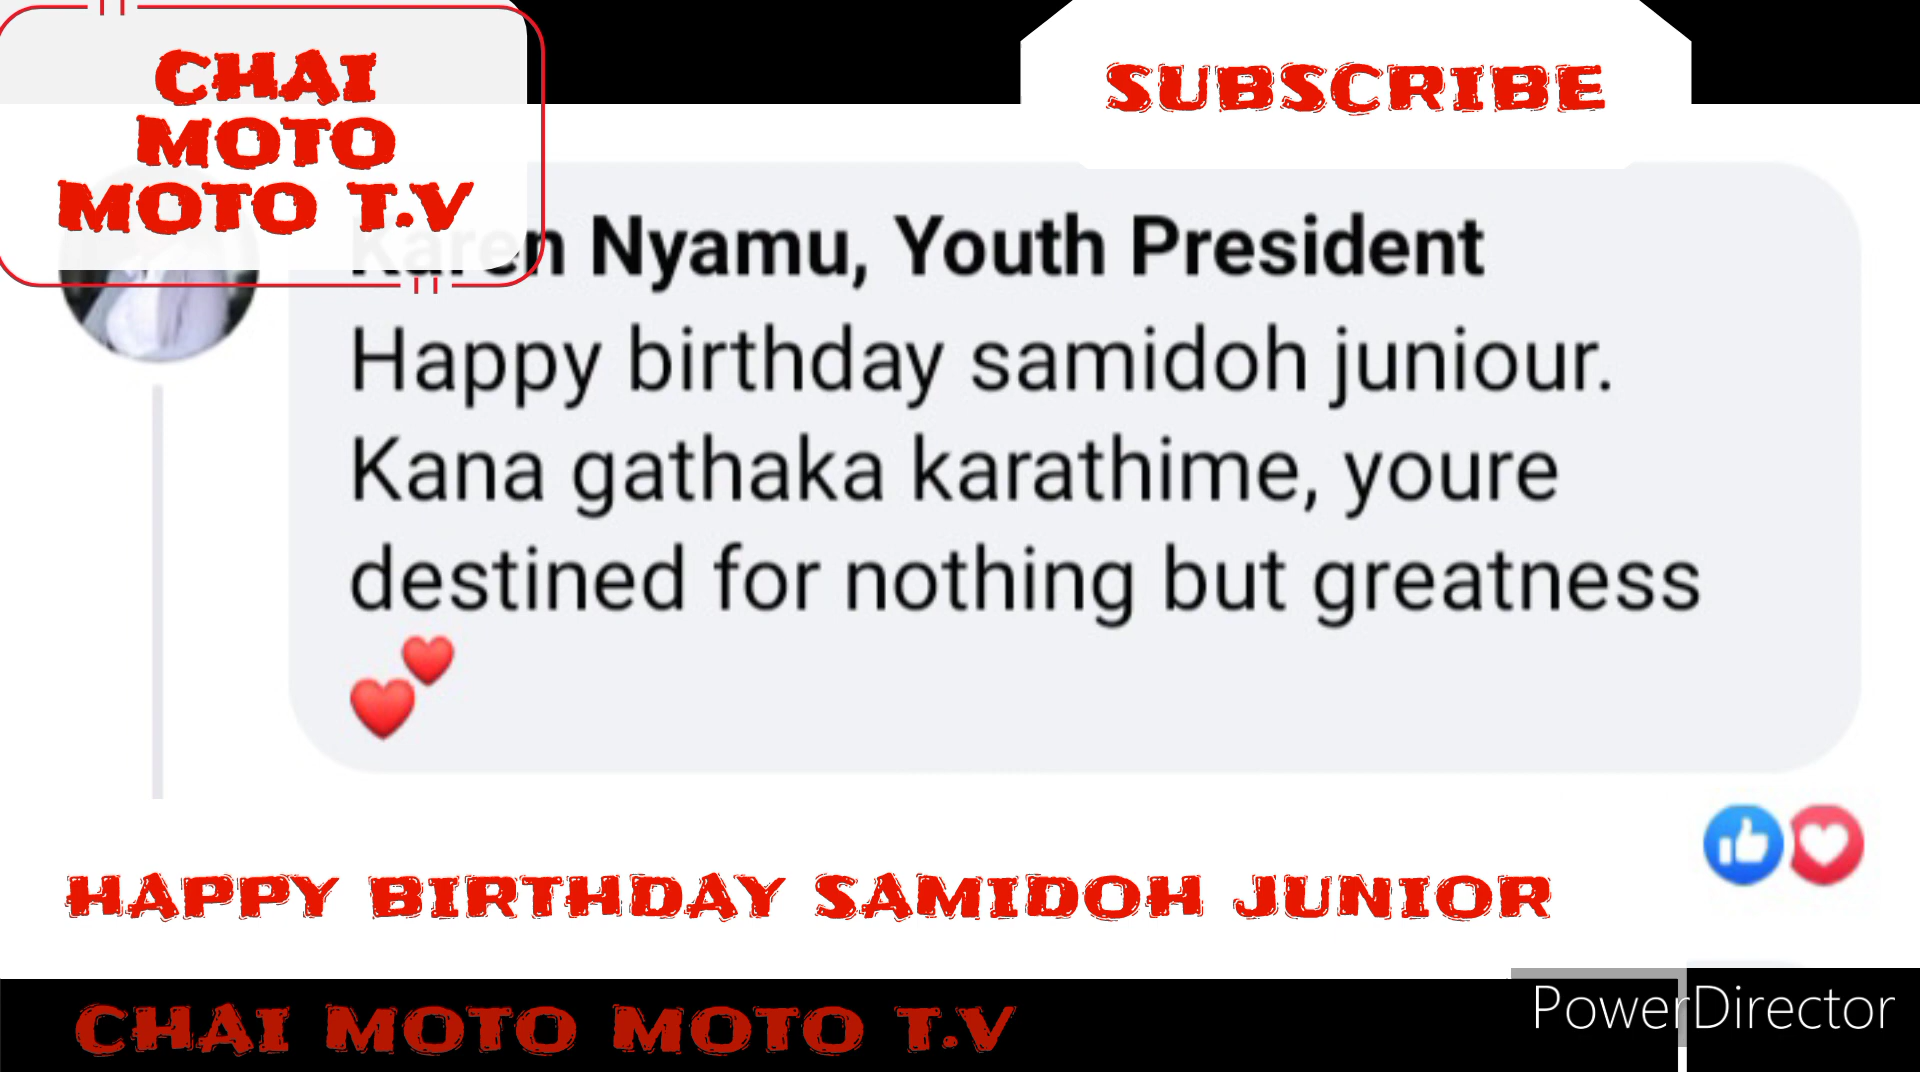 CHAI
MOTO
MOTO T.V
SUBSCRIBE
Karen Nyamu, Youth President
Happy birthday samidoh juniour.
Kana gathaka karathime, youre
destined for nothing but greatness
💕
HAPPY BIRTHDAY SAMIDOH JUNIOR
CHAI MOTO MOTO T.V
PowerDirector